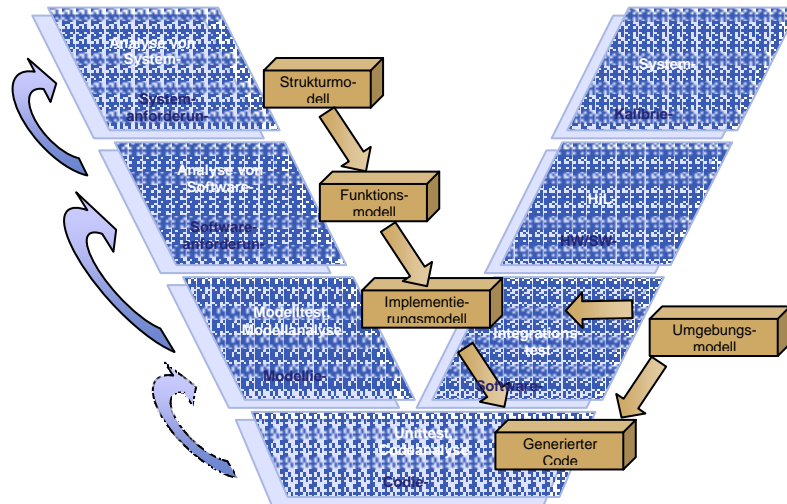 Analyse von
System-
System-
anforderun-
Strukturmo-
dell
System-
Kalibrie-
Analyse von
Software-
Software-
anforderun-
Funktions-
modell
HiL-
HW/SW-
Modelltest
Modellanalyse
Modellie-
Implementie-
rungsmodell
Integrations
test
Software-
Umgebungs-
modell
Unittest
Codeanalyse
Codie-
Generierter
Code